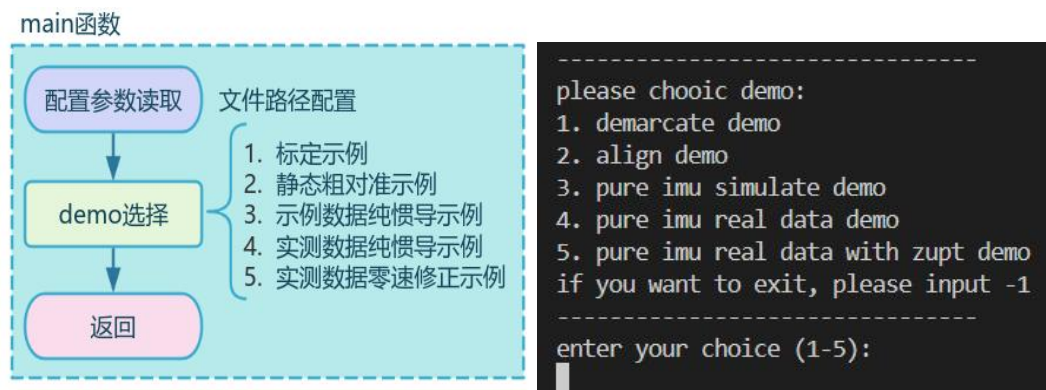 main函数
配置参数读取
文件路径配置
demo选择
1. 标定示例
2. 静态粗对准示例
3. 示例数据纯惯导示例
4. 实测数据纯惯导示例
5. 实测数据零速修正示例
返回
--------------------------------
please chooic demo:
1. demarcate demo
2. align demo
3. pure imu simulate demo
4. pure imu real data demo
5. pure imu real data with zupt demo
if you want to exit, please input -1
--------------------------------
enter your choice (1-5):